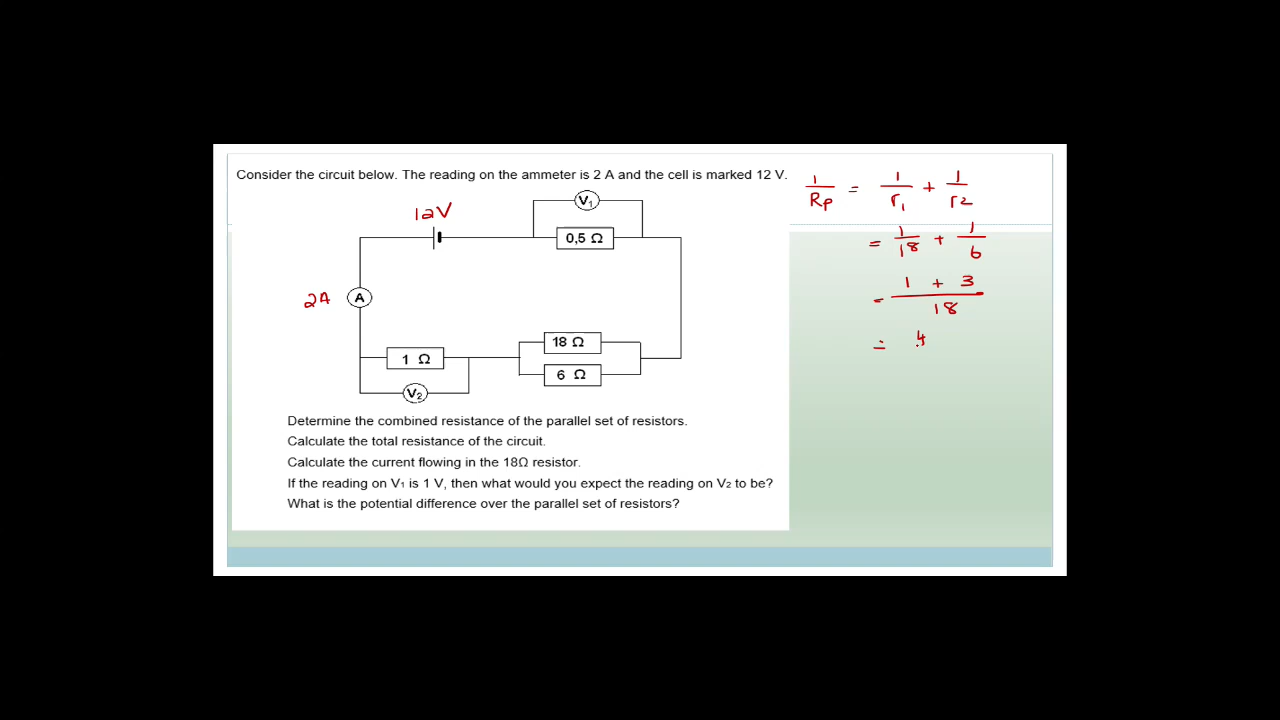 Consider the circuit below. The reading on the ammeter is 2 A and the cell is marked 12 V.
12V
V₁
0,5 Ω
2A
A
18 Ω
1 Ω
6 Ω
V₂
Determine the combined resistance of the parallel set of resistors.
Calculate the total resistance of the circuit.
Calculate the current flowing in the 18Ω resistor.
If the reading on V₁ is 1 V, then what would you expect the reading on V₂ to be?
What is the potential difference over the parallel set of resistors?
1/Rp = 1/r₁ + 1/r2
= 1/18 + 1/6
= 1 + 3 / 18
= 4